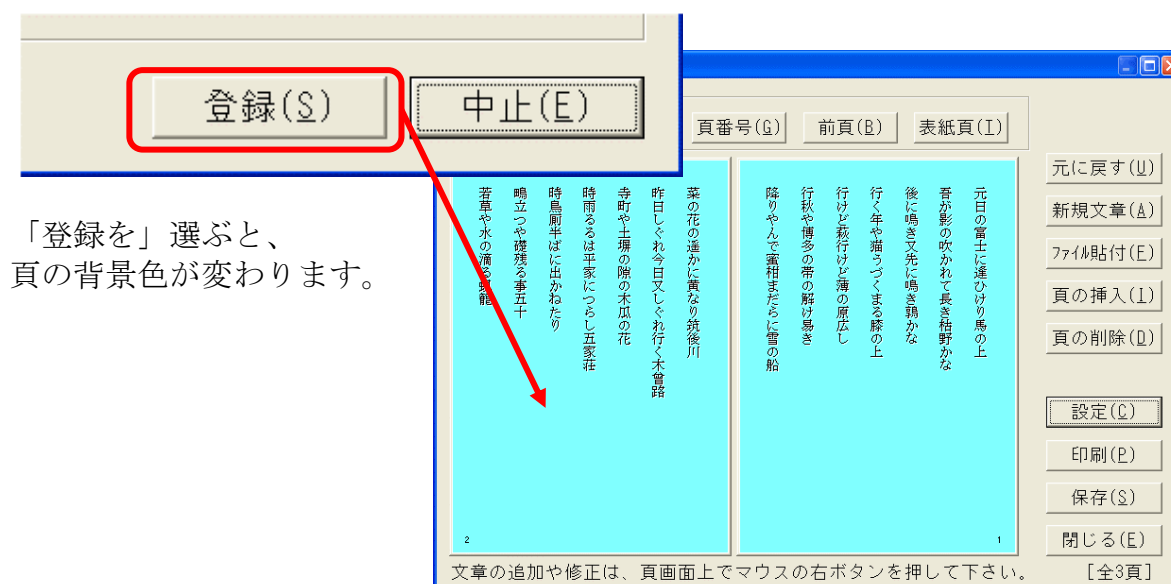 登録(S)
中止(E)
「登録を」選ぶと、
頁の背景色が変わります。
頁番号(G)
前頁(B)
表紙頁(I)
元日の富士に逢ひけり馬の上
吾が影の吹かれて長き枯野かな
後に鳴き又先に鳴き鶉かな
行く年や猫うづくまる膝の上
行けど萩行けど薄の原広し
行秋や博多の帯の解け易き
降りやんで蜜柑まだらに雪の船
1
菜の花の遥かに黄なり筑後川
昨日しぐれ今日又しぐれ行く木曾路
寺町や土塀の隙の木瓜の花
時雨るるは平家につらし五家荘
時鳥厠半ばに出かねたり
鴫立つや礎残る事五十
若草や水の滴る蜆籠
2
元に戻す(U)
新規文章(A)
ファイル貼付(F)
頁の挿入(I)
頁の削除(D)
設定(C)
印刷(P)
保存(S)
閉じる(E)
文章の追加や修正は、頁画面上でマウスの右ボタンを押して下さい。
[全3頁]